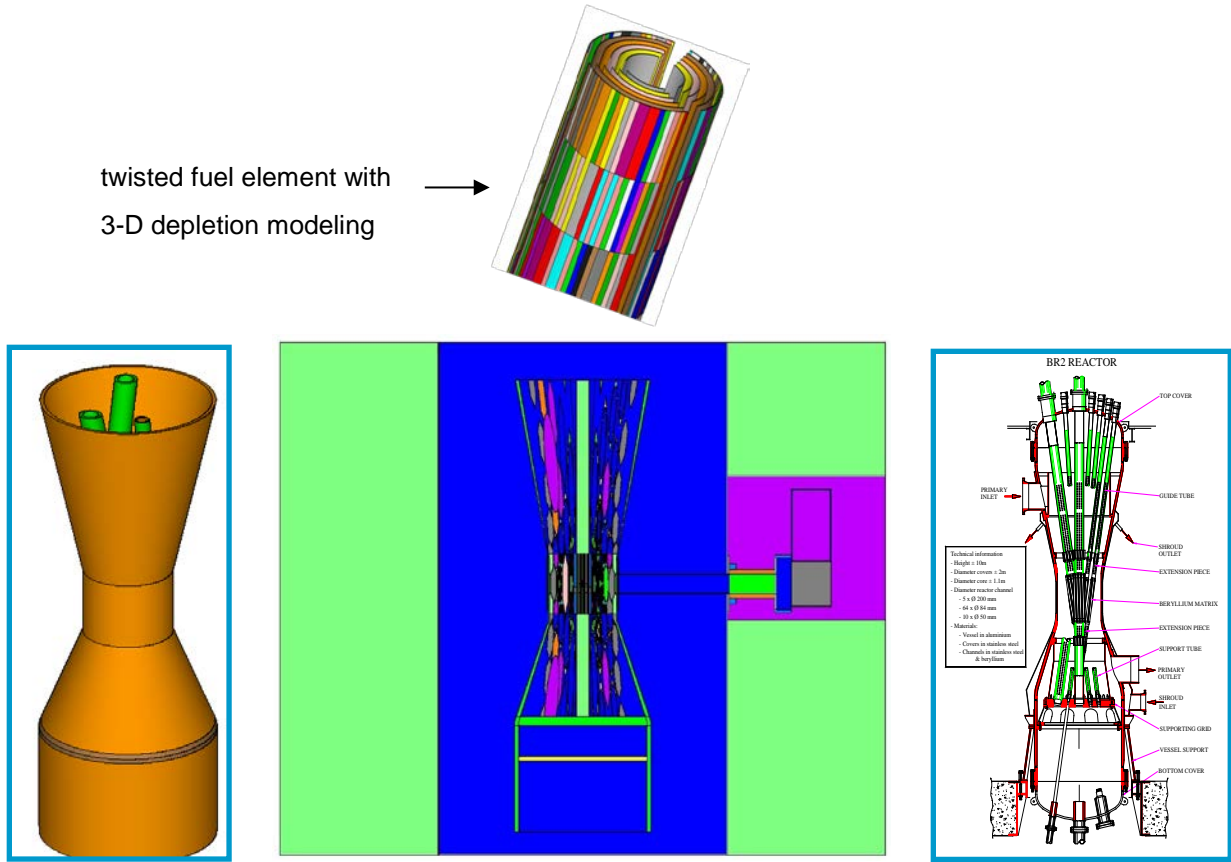 twisted fuel element with
3-D depletion modeling
BR2 REACTOR
TOP COVER
PRIMARY
INLET
GUIDE TUBE
SHROUD
OUTLET
Technical information
- Height ± 10m
- Diameter covers ± 2m
- Diameter core ± 1.1m
- Diameter reactor channel
- 5 x Ø 200 mm
- 64 x Ø 84 mm
- 10 x Ø 50 mm
- Materials:
- Vessel in aluminium
- Covers in stainless steel
- Channels in stainless steel
& beryllium
EXTENSION PIECE
BERYLLIUM MATRIX
EXTENSION PIECE
SUPPORT TUBE
PRIMARY
OUTLET
SHROUD
INLET
SUPPORTING GRID
VESSEL SUPPORT
BOTTOM COVER